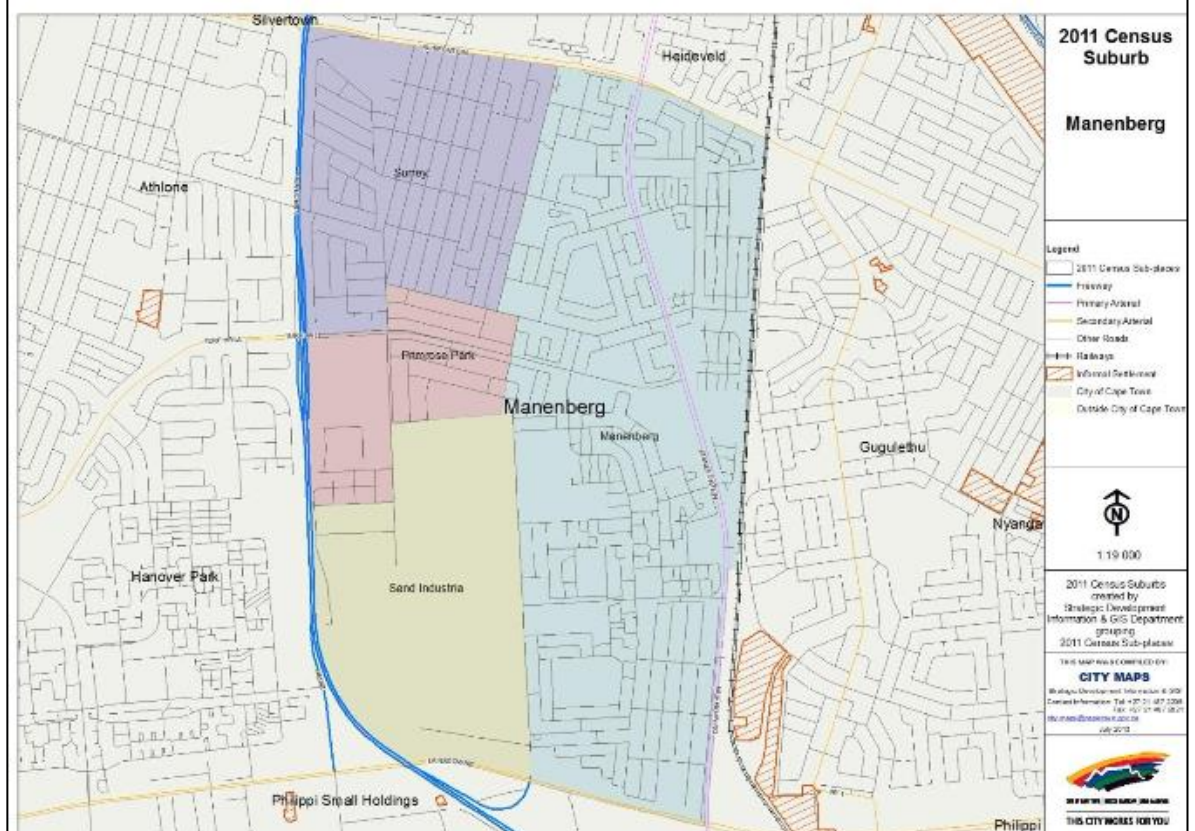 Silvertown
Heideveld
Athlone
Surrey
Primrose Park
Manenberg
Manenberg
Gugulethu
Nyanga
Hanover Park
Sand Industria
Philippi Small Holdings
Philippi
2011 Census
Suburb
Manenberg
Legend
2011 Census Sub-places
Freeway
Primary Arterial
Secondary Arterial
Other Roads
Railways
Informal Settlement
City of Cape Town
Outside City of Cape Town
N
1:19 000
2011 Census Suburbs
created by
Strategic Development
Information & GIS Department
grouping
2011 Census Sub-places
THIS MAP WAS COMPILED BY:
CITY MAPS
July 2013
THIS CITY WORKS FOR YOU